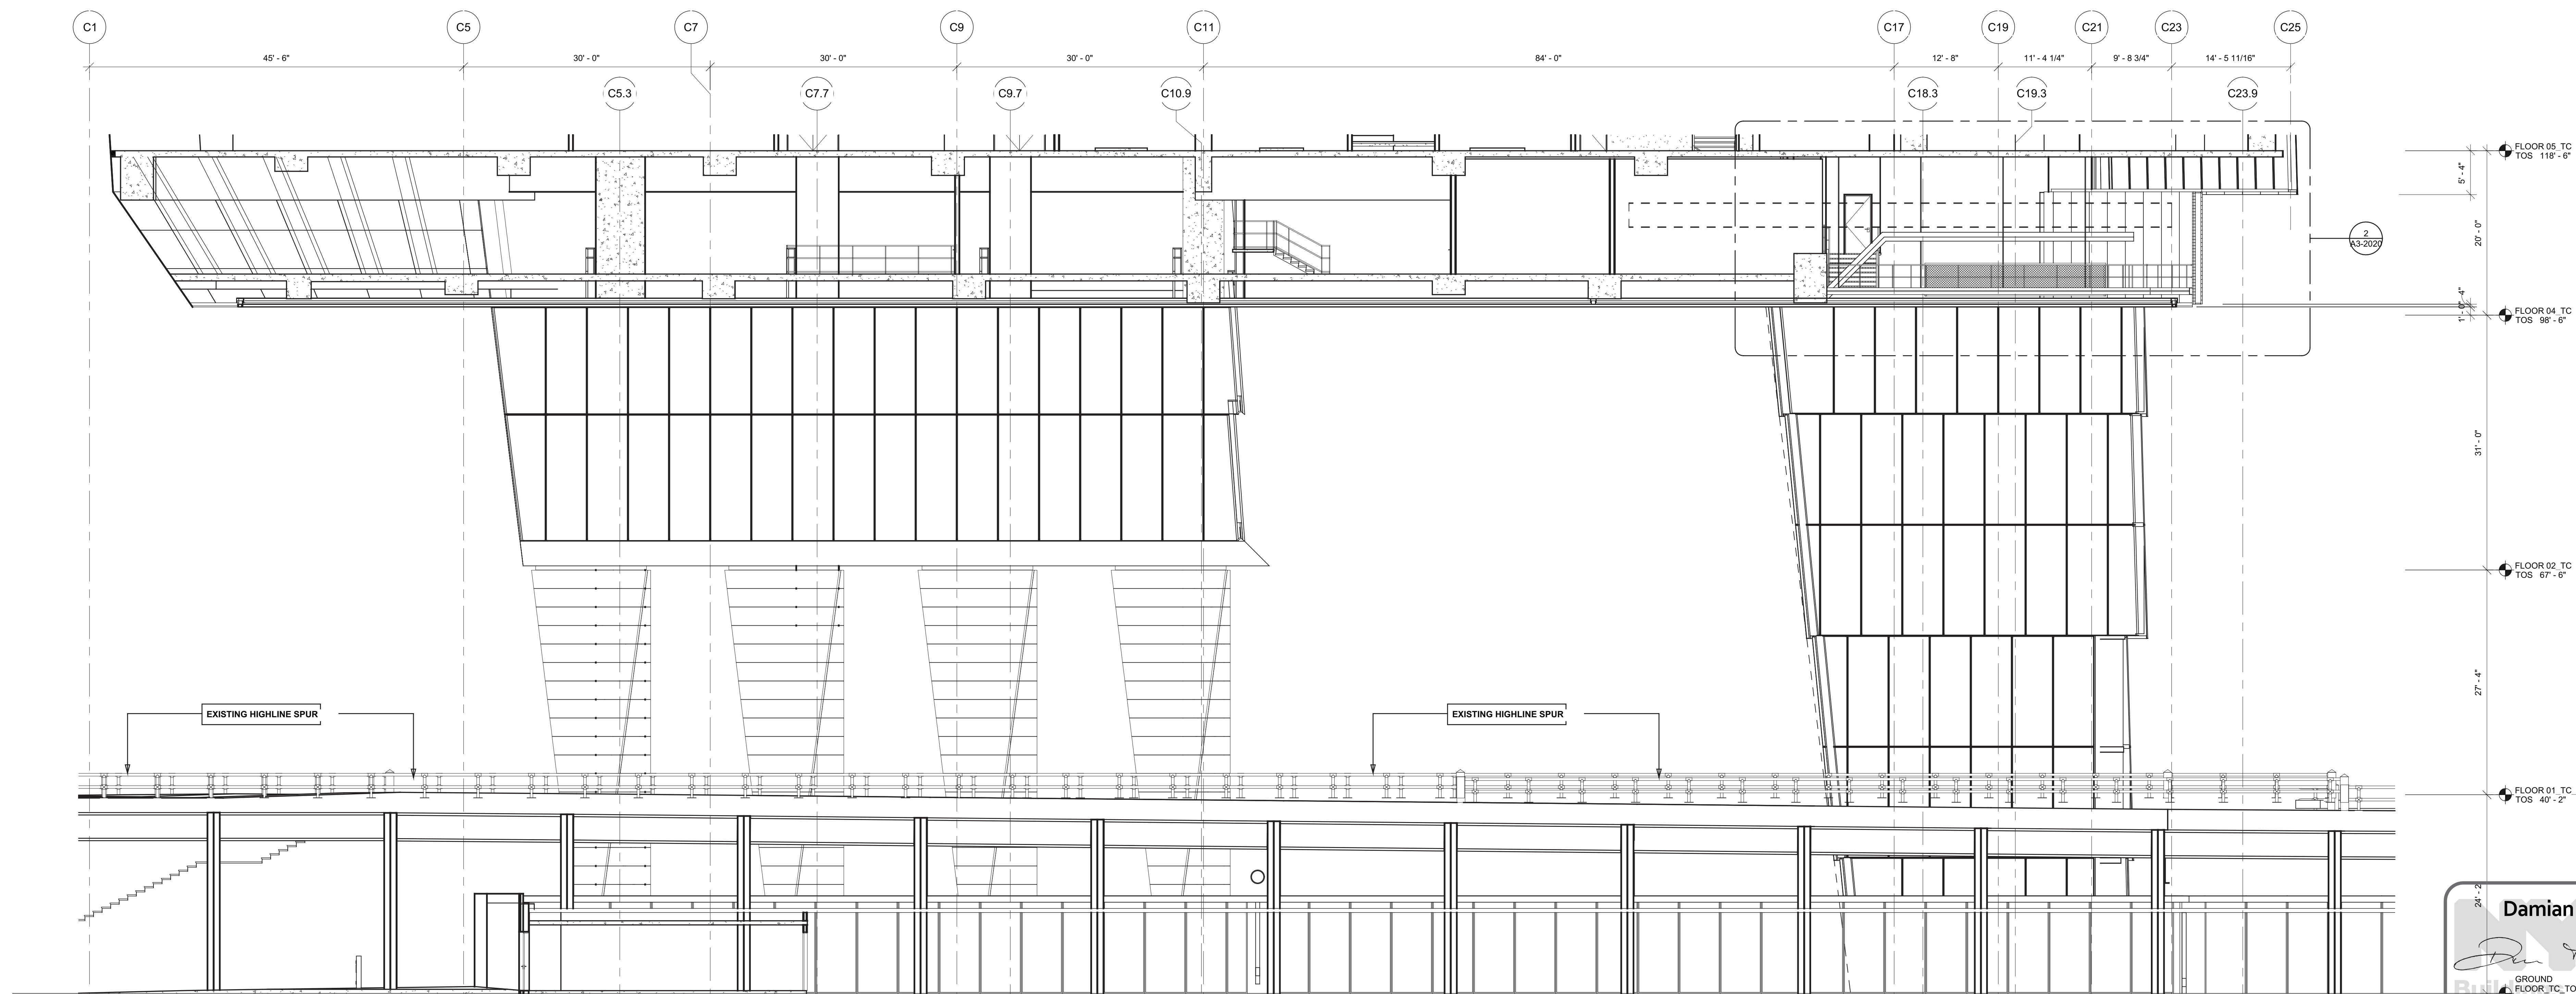 C1
C5
C7
C9
C11
C17
C19
C21
C23
C25
45' - 6"
30' - 0"
30' - 0"
30' - 0"
84' - 0"
12' - 8"
11' - 4 1/4"
9' - 8 3/4"
14' - 5 11/16"
C5.3
C7.7
C9.7
C10.9
C18.3
C19.3
C23.9
FLOOR 05_TC
TOS 118' - 6"
5' - 4"
20' - 0"
2
A3-2020
1' - 0"
FLOOR 04_TC
TOS 98' - 6"
31' - 0"
FLOOR 02_TC
TOS 67' - 6"
27' - 4"
EXISTING HIGHLINE SPUR
EXISTING HIGHLINE SPUR
FLOOR 01_TC
TOS 40' - 2"
24' - 2
Damian
GROUND
FLOOR_TC_TO